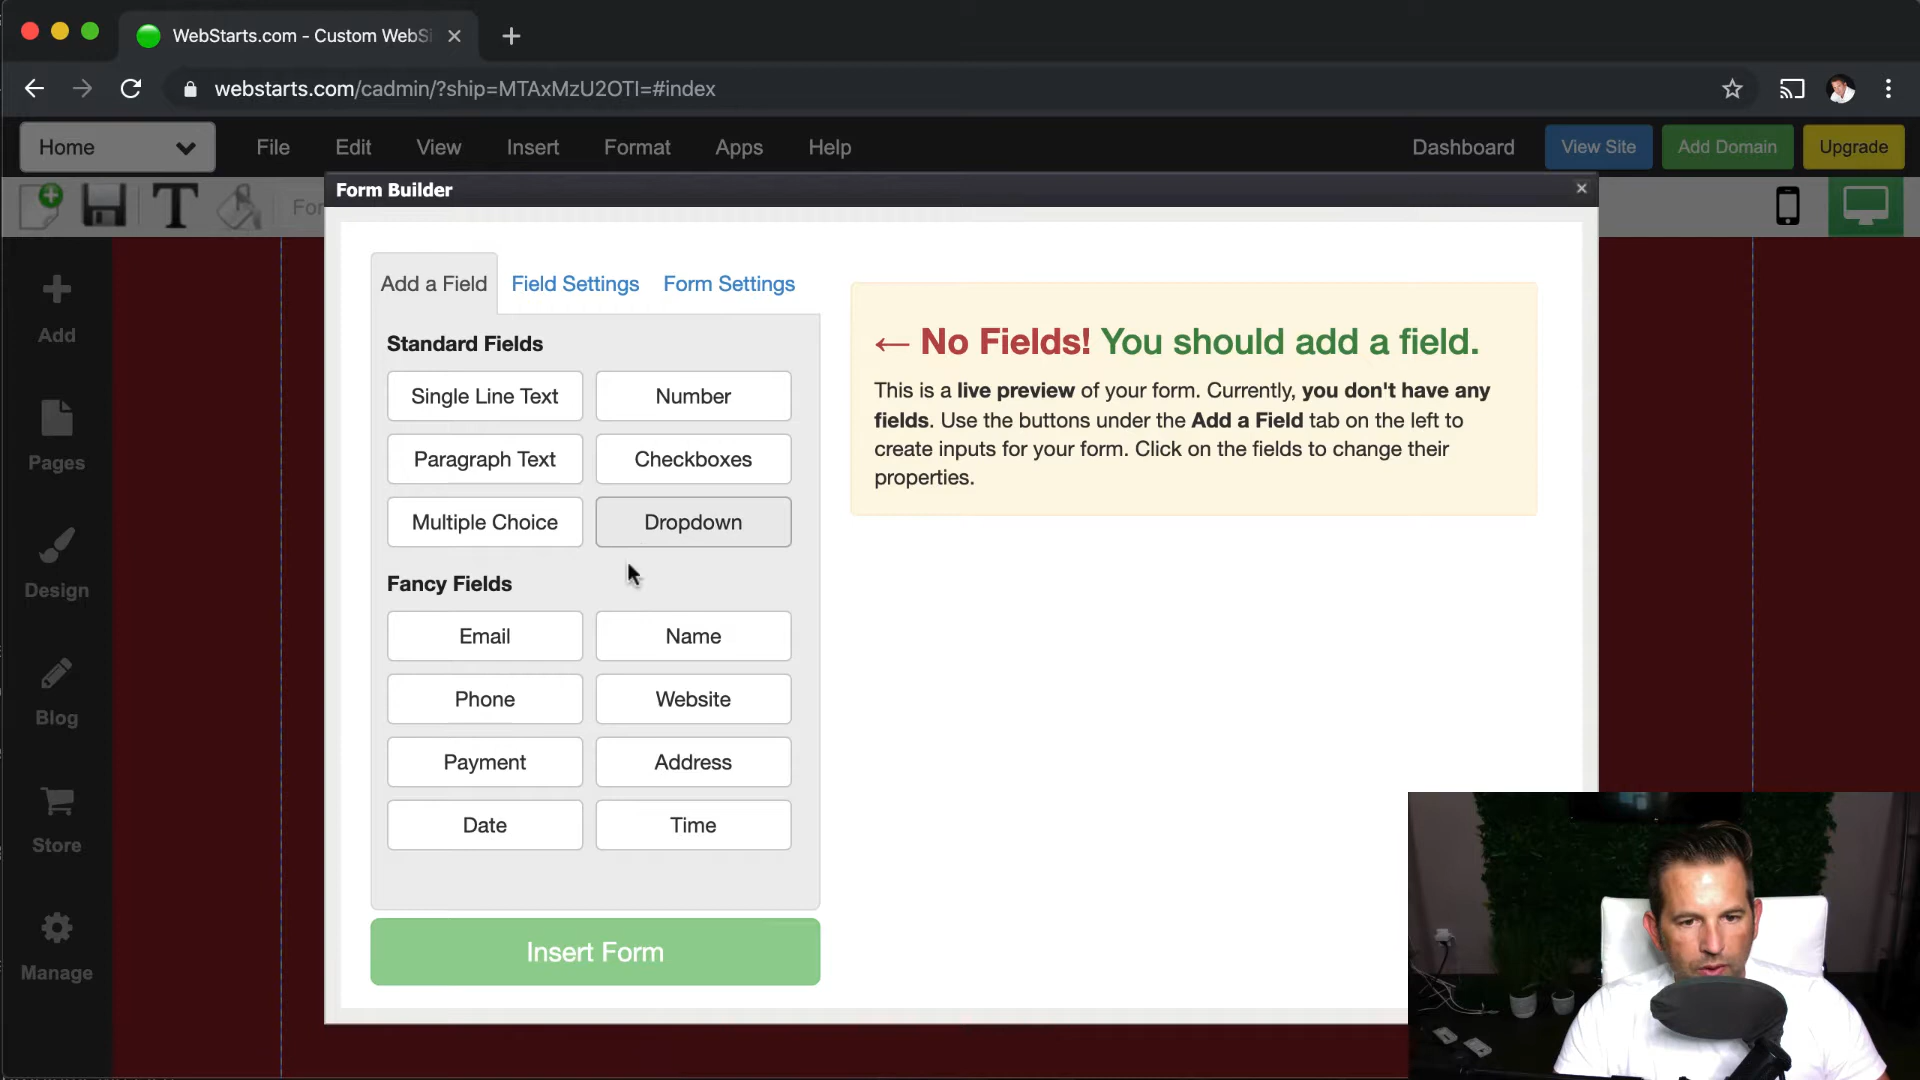 WebStarts.com - Custom WebSi
webstarts.com/cadmin/?ship=MTAxMzU2OTI=#index
Home
File
Edit
View
Insert
Format
Apps
Help
Dashboard
View Site
Add Domain
Upgrade
T
For
Form Builder
Add
Pages
Design
Blog
Store
Manage
Add a Field
Field Settings
Form Settings
Standard Fields
Single Line Text
Number
Paragraph Text
Checkboxes
Multiple Choice
Dropdown
Fancy Fields
Email
Name
Phone
Website
Payment
Address
Date
Time
Insert Form
← No Fields! You should add a field.
This is a live preview of your form. Currently, you don't have any
fields. Use the buttons under the Add a Field tab on the left to
create inputs for your form. Click on the fields to change their
properties.